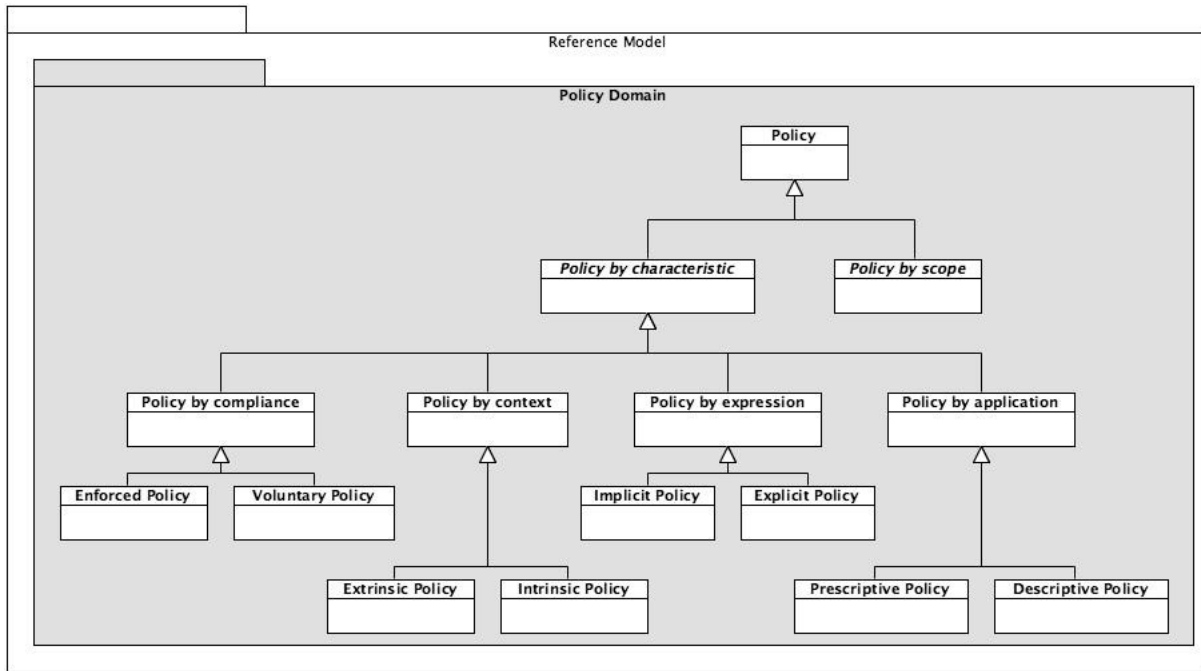 Reference Model
Policy Domain
Policy
Policy by characteristic
Policy by scope
Policy by compliance
Policy by context
Policy by expression
Policy by application
Enforced Policy
Voluntary Policy
Implicit Policy
Explicit Policy
Extrinsic Policy
Intrinsic Policy
Prescriptive Policy
Descriptive Policy